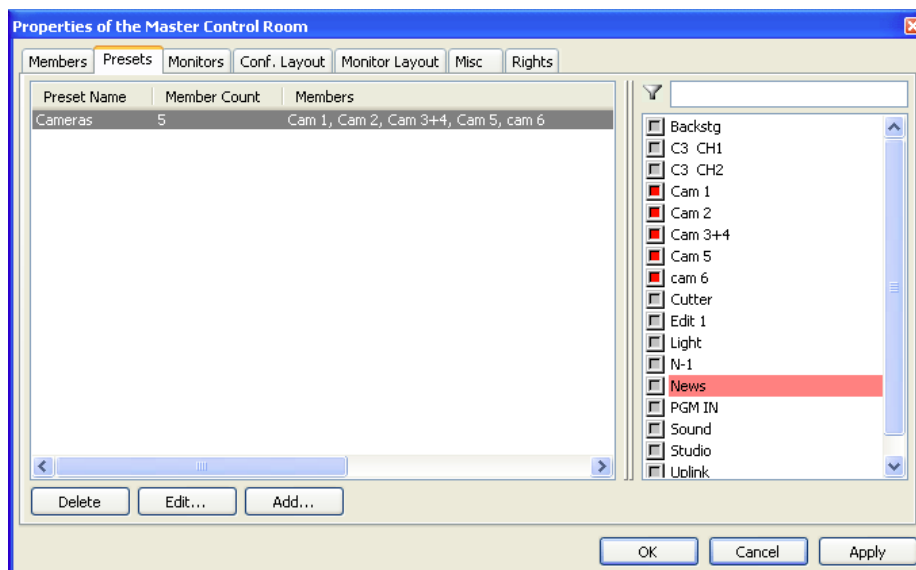 Properties of the Master Control Room
Members Presets Monitors Conf. Layout Monitor Layout Misc Rights
Preset Name Member Count Members
Cameras 5 Cam 1, Cam 2, Cam 3+4, Cam 5, cam 6
Backstg
C3 CH1
C3 CH2
Cam 1
Cam 2
Cam 3+4
Cam 5
cam 6
Cutter
Edit 1
Light
N-1
News
PGM IN
Sound
Studio
Uplink
Delete Edit... Add...
OK Cancel Apply